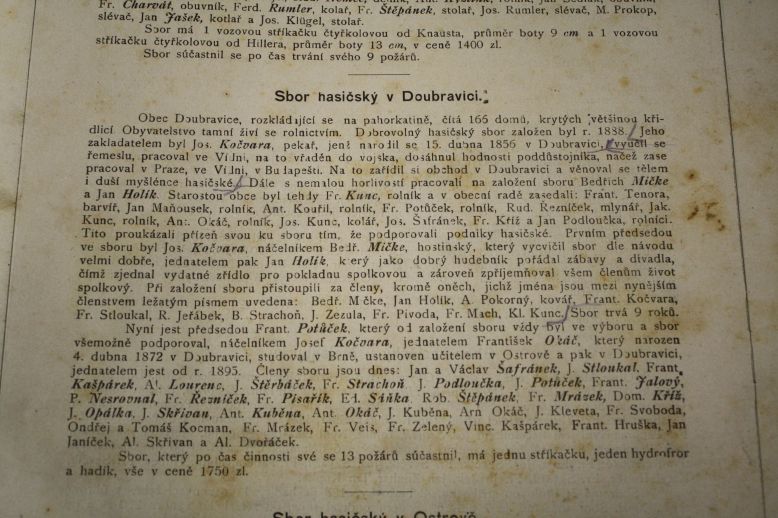 Fr. Charvát, obuvník, Ferd. Rumler, kolář, Fr. Štěpánek, stolař, Jos. Rumler, slévač, M. Prokop,
slévač, Jan Jašek, kotlař a Jos. Klügel, stolař.
Sbor má 1 vozovou stříkačku čtyřkolovou od Knausta, průměr boty 9 cm a 1 vozovou
stříkačku čtyřkolovou od Hillera, průměr boty 13 cm, v ceně 1400 zl.
Sbor súčastnil se po čas trvání svého 9 požárů.
Sbor hasičský v Doubravici.
Obec Doubravice, rozkládající se na pahorkatině, čítá 166 domů, krytých většinou kři-
dlicí Obyvatelstvo tamní živí se rolnictvím. Dobrovolný hasičský sbor založen byl r. 1888. Jeho
zakladatelem byl Jos. Kočvara, pekař, jenž narodil se 15. dubna 1856 v Doubravici, vyučil se
řemeslu, pracoval ve Vídni, na to vřaděn do vojska, dosáhnul hodnosti poddůstojníka, načež zase
pracoval v Praze, ve Vídni, v Budapešti. Na to zařídil si obchod v Doubravici a věnoval se tělem
i duší myšlénce hasičské. Dále s nemalou horlivostí pracovali na založení sboru Bedřich Mičke
a Jan Holík. Starostou obce byl tehdy Fr. Kunc, rolník a v obecní radě zasedali: Frant. Tenora,
barvíř, Jan Maňousek, rolník, Ant. Kouřil, rolník, Fr. Potůček, rolník, Rud. Řezníček, mlynář, Jak.
Kunc, rolník, Ant. Okáč, rolník, Jos. Kunc, kolář, Jos. Šifránek, Fr. Kříž a Jan Podloučka, rolníci.
Tito proukázali přízeň svou ku sboru tím, že podporovali podniky hasičské. Prvním předsedou
ve sboru byl Jos. Kočvara, náčelníkem Bedř. Mičke, hostinský, který vycvičil sbor dle návodu
velmi dobře, jednatelem pak Jan Holík, který jako dobrý hudebník pořádal zábavy a divadla,
čímž zjednal vydatné zřídlo pro pokladnu spolkovou a zároveň zpříjemňoval všem členům život
spolkový. Při založení sboru přistoupili za členy, kromě oněch, jichž jména jsou mezi nynějším
členstvem ležatým písmem uvedena: Bedř. Mičke, Jan Holík, A. Pokorný, kovář, Frant. Kočvara,
Fr. Stloukal, R. Jeřábek, B. Strachoň, J. Zezula, Fr. Pivoda, Fr. Mach, Kl. Kunc. Sbor trvá 9 roků.
Nyní jest předsedou Frant. Potůček, který od založení sboru vždy byl ve výboru a sbor
všemožně podporoval, náčelníkem Josef Kočvara, jednatelem František Okáč, který narozen
4. dubna 1872 v Doubravici, studoval v Brně, ustanoven učitelem v Ostrově a pak v Doubravici,
jednatelem jest od r. 1895. Členy sboru jsou dnes: Jan a Václav Šafránek, J. Stloukal, Frant.
Kašpárek, Al. Lourenc, J. Štěrbáček, Fr. Strachoň, J. Podloučka, J. Potůček, Frant. Jalový,
P. Nesrovnal, Fr. Řezníček, Fr. Písařík, Ed. Síňka, Rob. Štěpánek, Fr. Mrázek, Dom. Kříž,
J. Opálka, J. Skřivan, Ant. Kuběna, Ant. Okáč, J. Kuběna, Arn Okáč, J. Kleveta, Fr. Svoboda,
Ondřej a Tomáš Kocman, Fr. Mrázek, Fr. Veis, Fr. Zelený, Vinc. Kašpárek, Frant. Hruška, Jan
Janíček, Al. Skřivan a Al. Dvořáček.
Sbor, který po čas činnosti své se 13 požárů súčastnil, má jednu stříkačku, jeden hydrofor
a hadík, vše v ceně 1750 zl.
Sbor hasičský v Ostrově